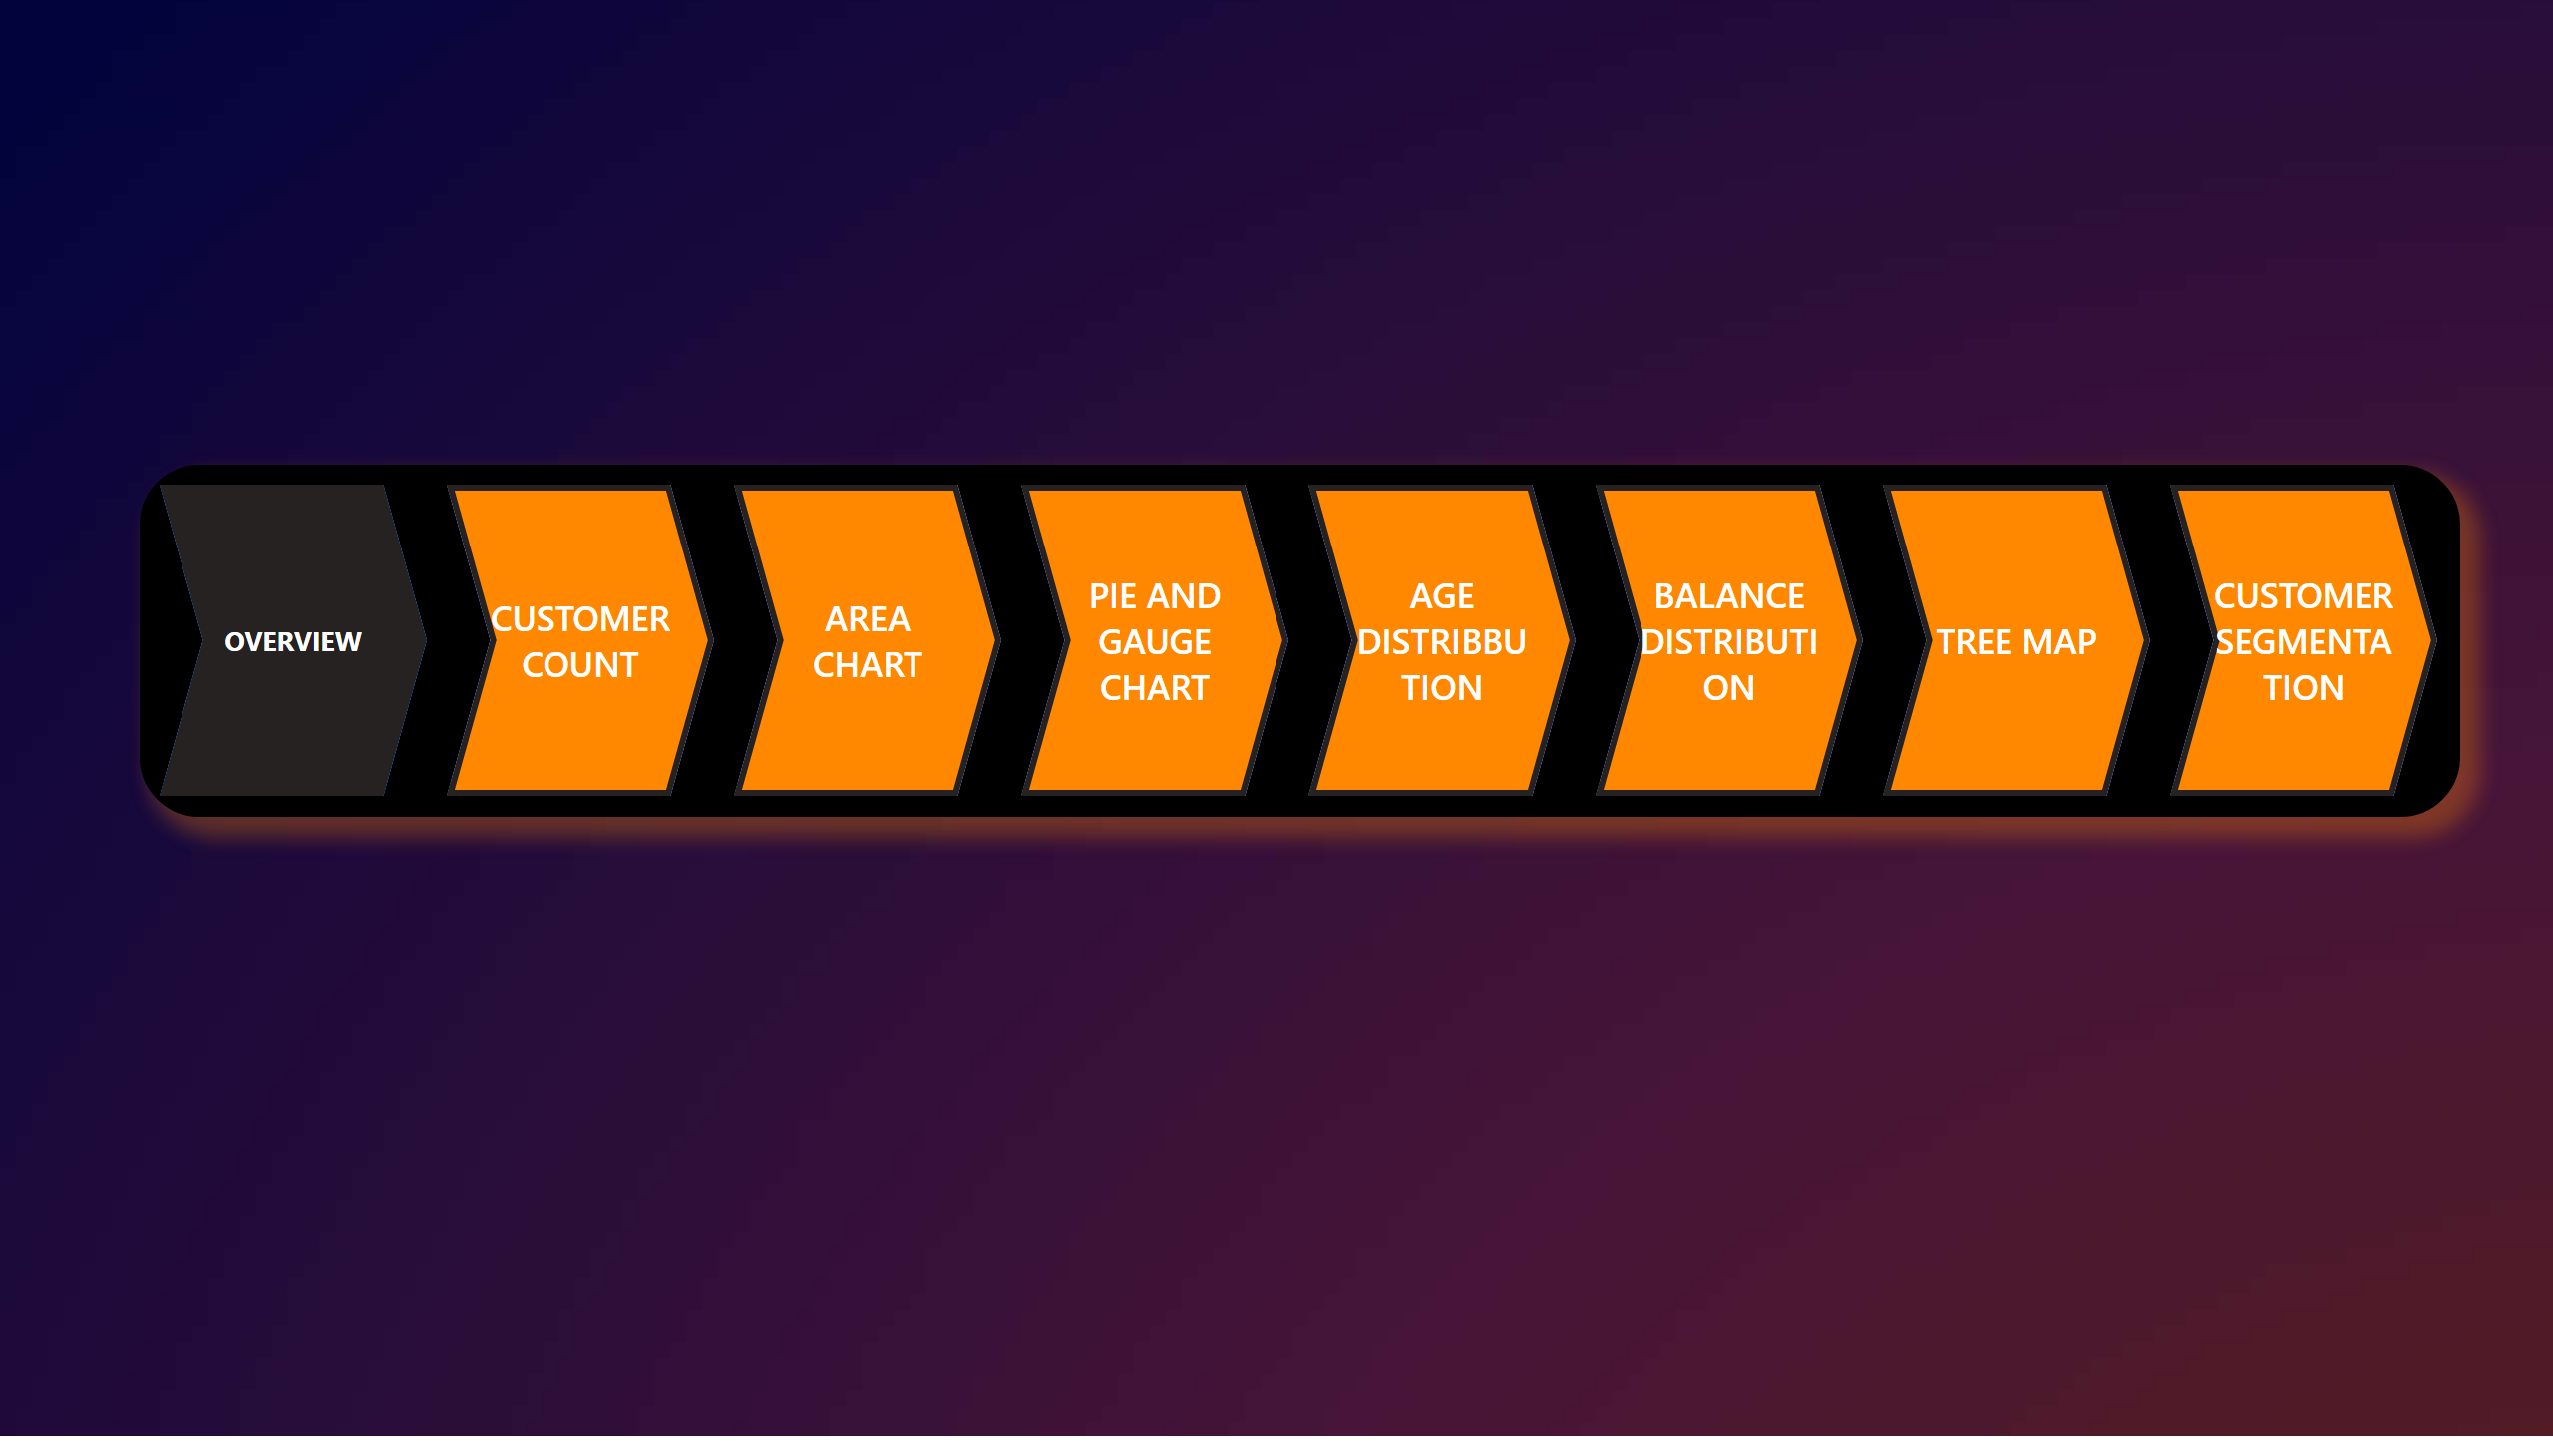 OVERVIEW
CUSTOMER
COUNT
AREA
CHART
PIE AND
GAUGE
CHART
AGE
DISTRIBBU
TION
BALANCE
DISTRIBUTI
ON
TREE MAP
CUSTOMER
SEGMENTA
TION